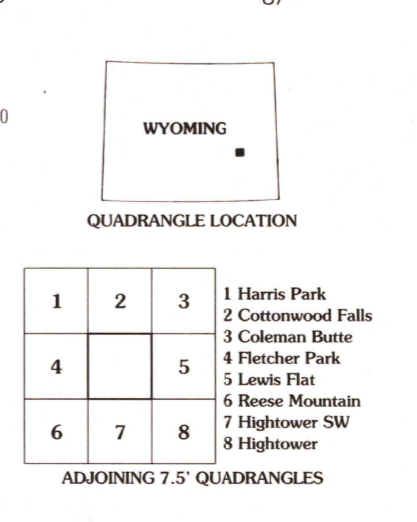 0
WYOMING
QUADRANGLE LOCATION
1 2 3
4 5
6 7 8
1 Harris Park
2 Cottonwood Falls
3 Coleman Butte
4 Fletcher Park
5 Lewis Flat
6 Reese Mountain
7 Hightower SW
8 Hightower
ADJOINING 7.5' QUADRANGLES